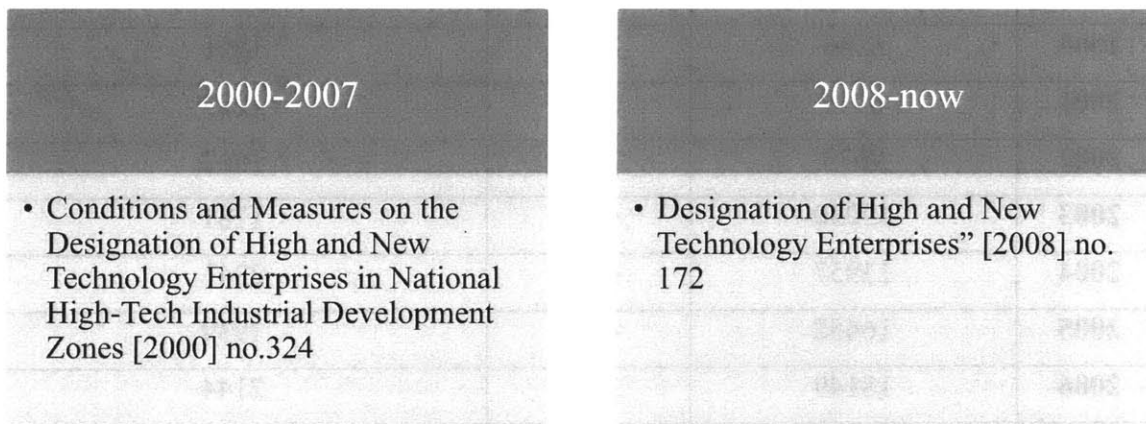 2000-2007
• Conditions and Measures on the
Designation of High and New
Technology Enterprises in National
High-Tech Industrial Development
Zones [2000] no.324
2008-now
• Designation of High and New
Technology Enterprises” [2008] no.
172